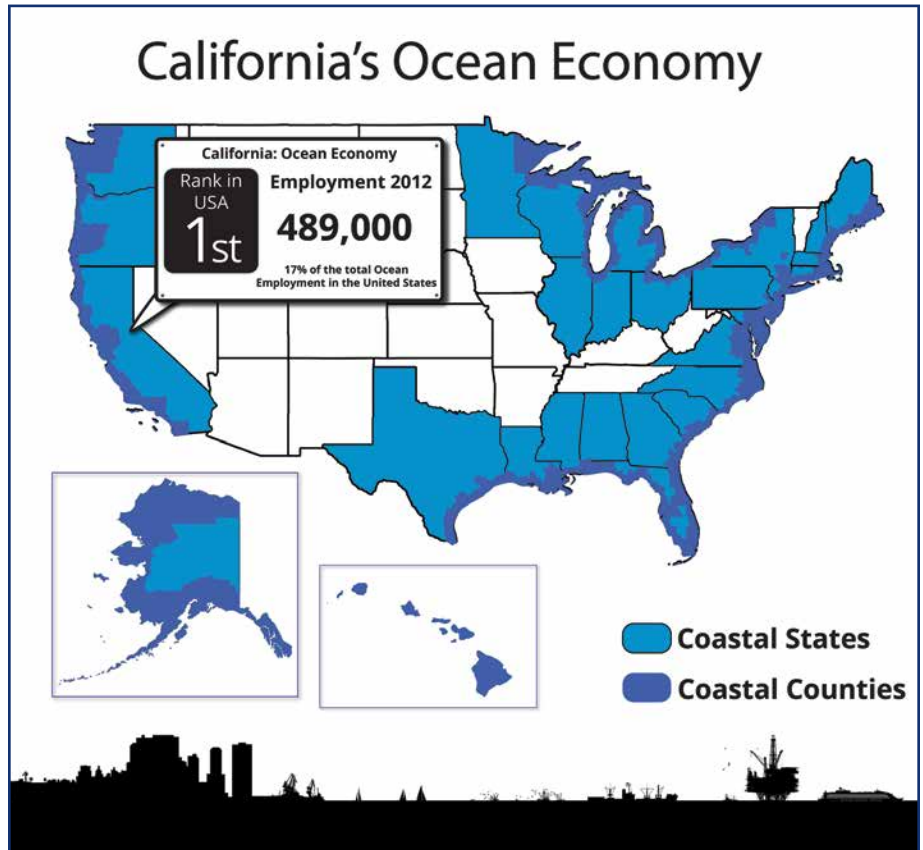 California's Ocean Economy
California: Ocean Economy
Rank in
USA
1st
Employment 2012
489,000
17% of the total Ocean
Employment in the United States
Coastal States
Coastal Counties